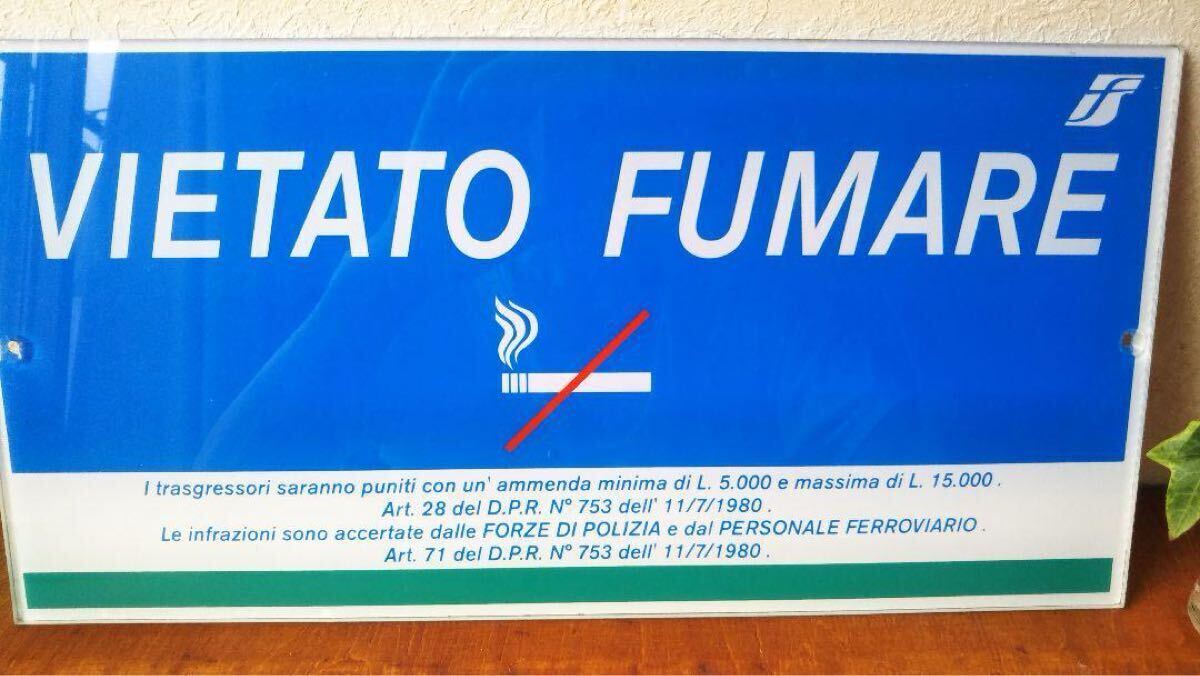 FS
VIETATO FUMARE
I trasgressori saranno puniti con un' ammenda minima di L. 5.000 e massima di L. 15.000 .
Art. 28 del D.P.R. N° 753 dell' 11/7/1980 .
Le infrazioni sono accertate dalle FORZE DI POLIZIA e dal PERSONALE FERROVIARIO .
Art. 71 del D.P.R. N° 753 dell' 11/7/1980 .